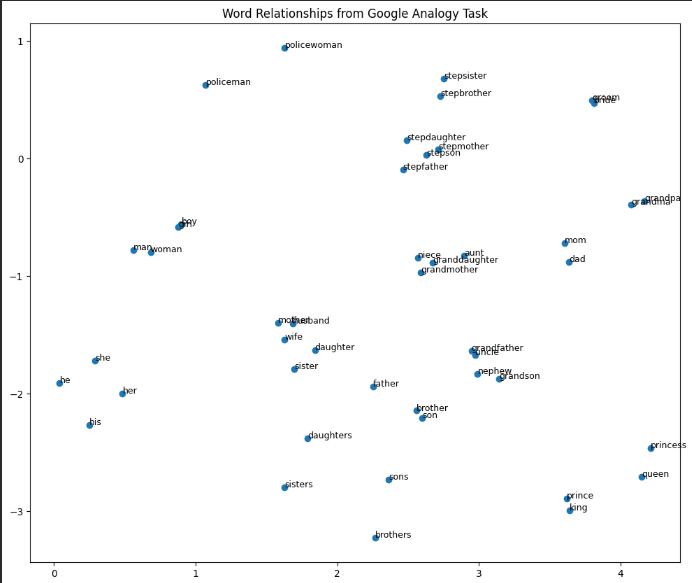 Word Relationships from Google Analogy Task
1
policewoman
policeman
stepsister
stepbrother
groom
bride
stepdaughter
stepmother
stepson
0
stepfather
grandpa
grandma
boy
girl
man
woman
mom
dad
niece
aunt
granddaughter
grandmother
−1
mother
husband
wife
daughter
sister
grandfather
uncle
nephew
grandson
she
he
her
his
father
−2
brother
son
daughters
princess
queen
sisters
sons
prince
king
−3
brothers
0
1
2
3
4